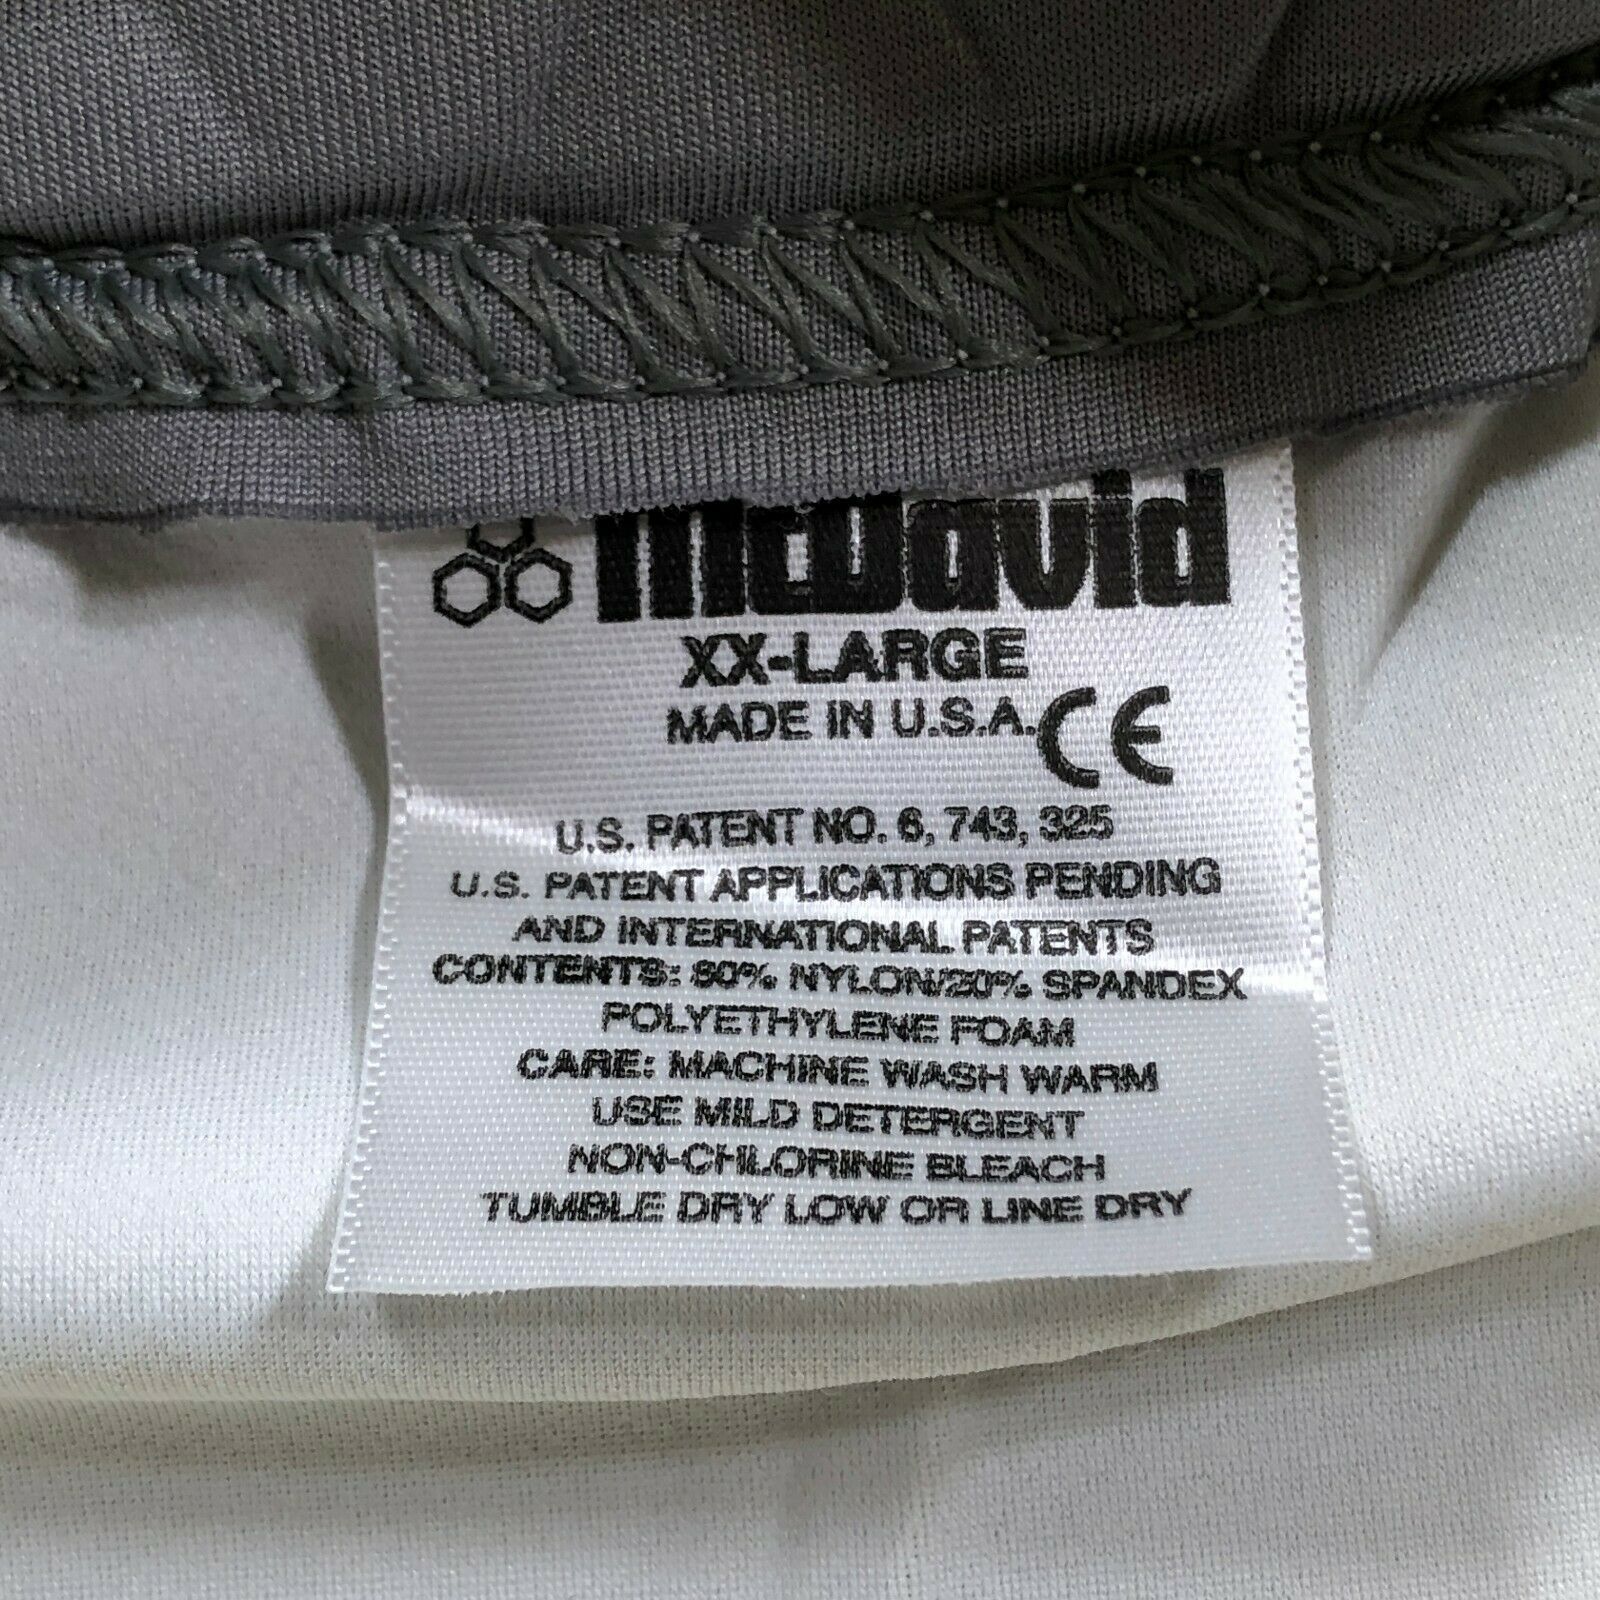 McDavid
XX-LARGE
MADE IN U.S.A. CE
U.S. PATENT NO. 6, 743, 325
U.S. PATENT APPLICATIONS PENDING
AND INTERNATIONAL PATENTS
CONTENTS: 80% NYLON/20% SPANDEX
POLYETHYLENE FOAM
CARE: MACHINE WASH WARM
USE MILD DETERGENT
NON-CHLORINE BLEACH
TUMBLE DRY LOW OR LINE DRY